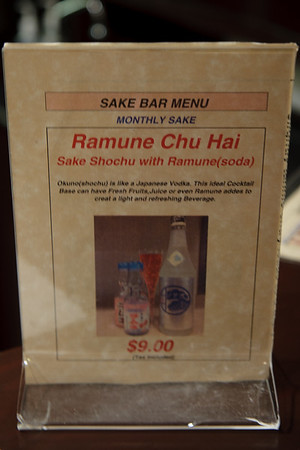 SAKE BAR MENU
MONTHLY SAKE
Ramune Chu Hai
Sake Shochu with Ramune(soda)
Okuno(shochu) is like a Japanese Vodka. This Ideal Cocktail
Base can have Fresh Fruits,Juice or even Ramune addes to
creat a light and refreshing Beverage.
$9.00
(Tax Included)